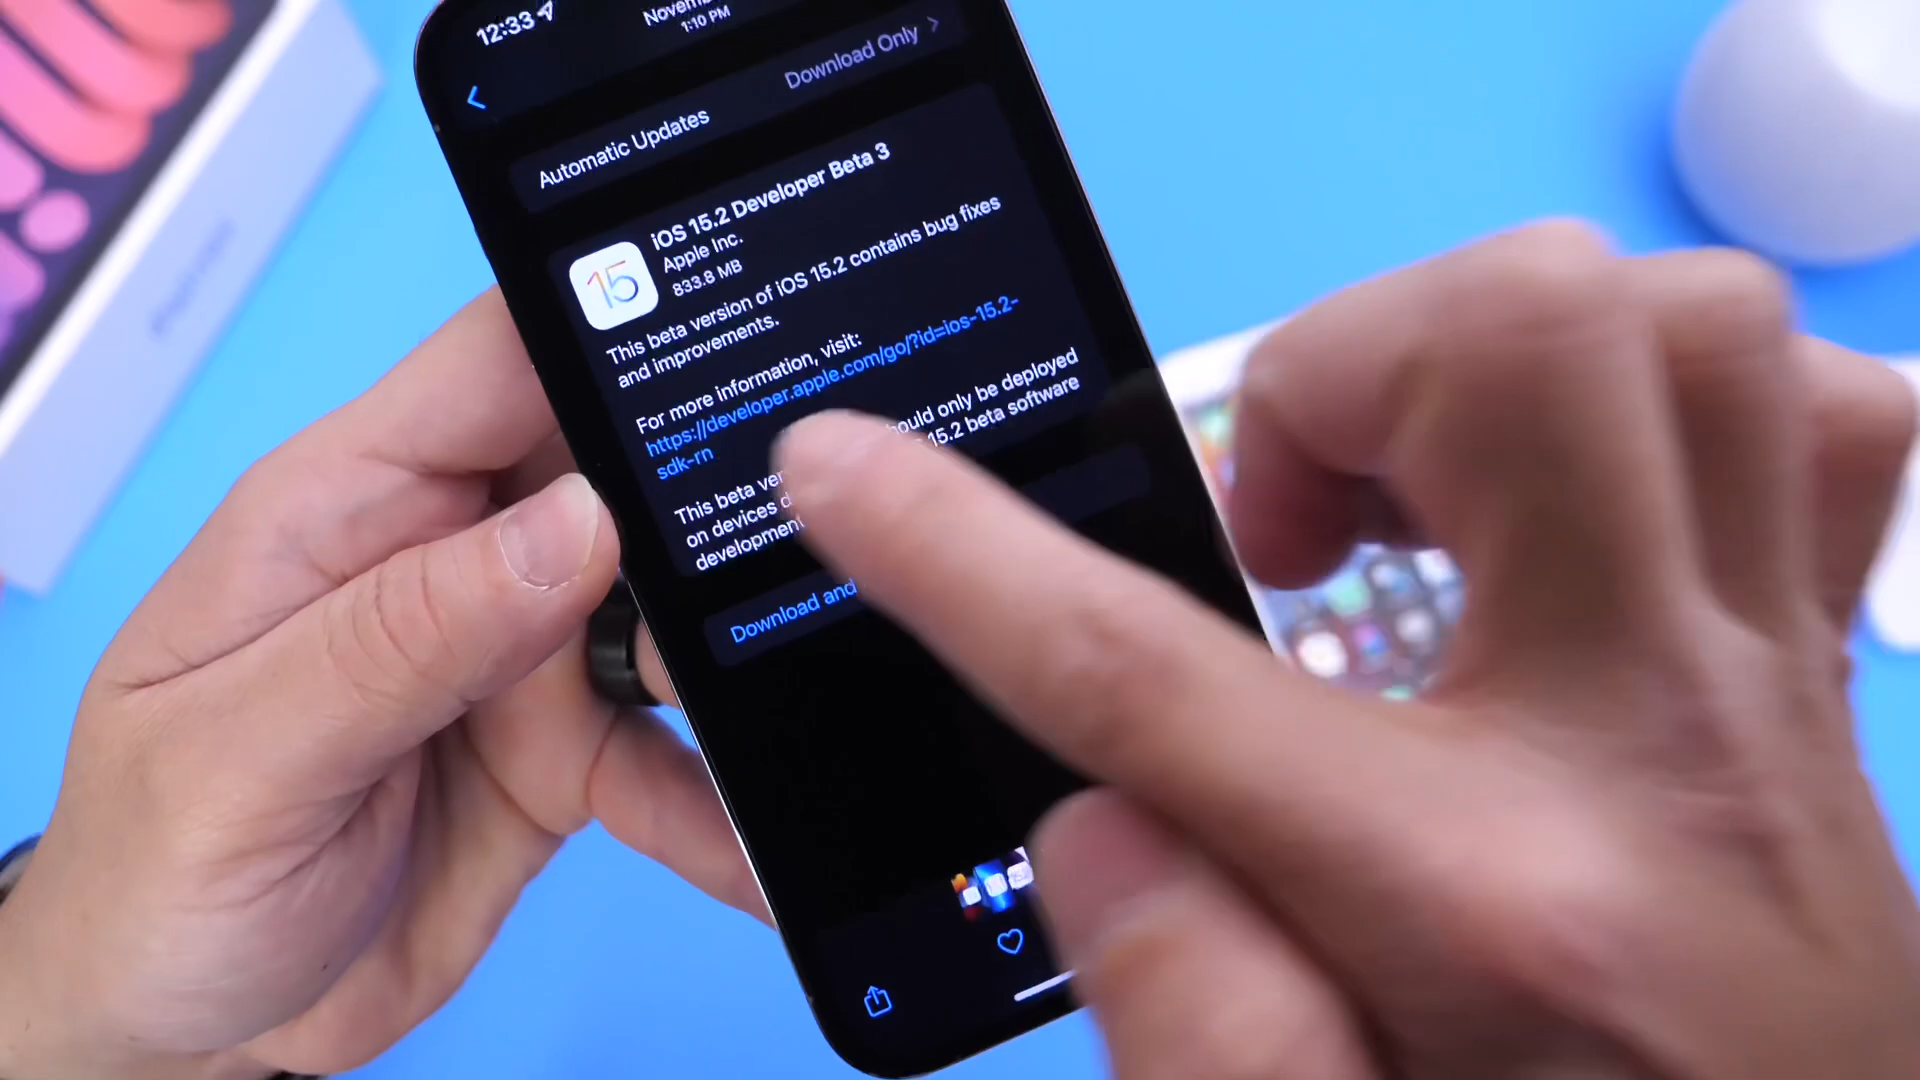 12:33
1:10 PM
Automatic Updates
Download Only
iOS 15.2 Developer Beta 3
Apple Inc.
833.8 MB
15
This beta version of iOS 15.2 contains bug fixes
and improvements.
For more information, visit:
https://developer.apple.com/go/?id=ios-15.2-
sdk-rn
This beta hould only be deployed
on devices 15.2 beta software
development
Download and